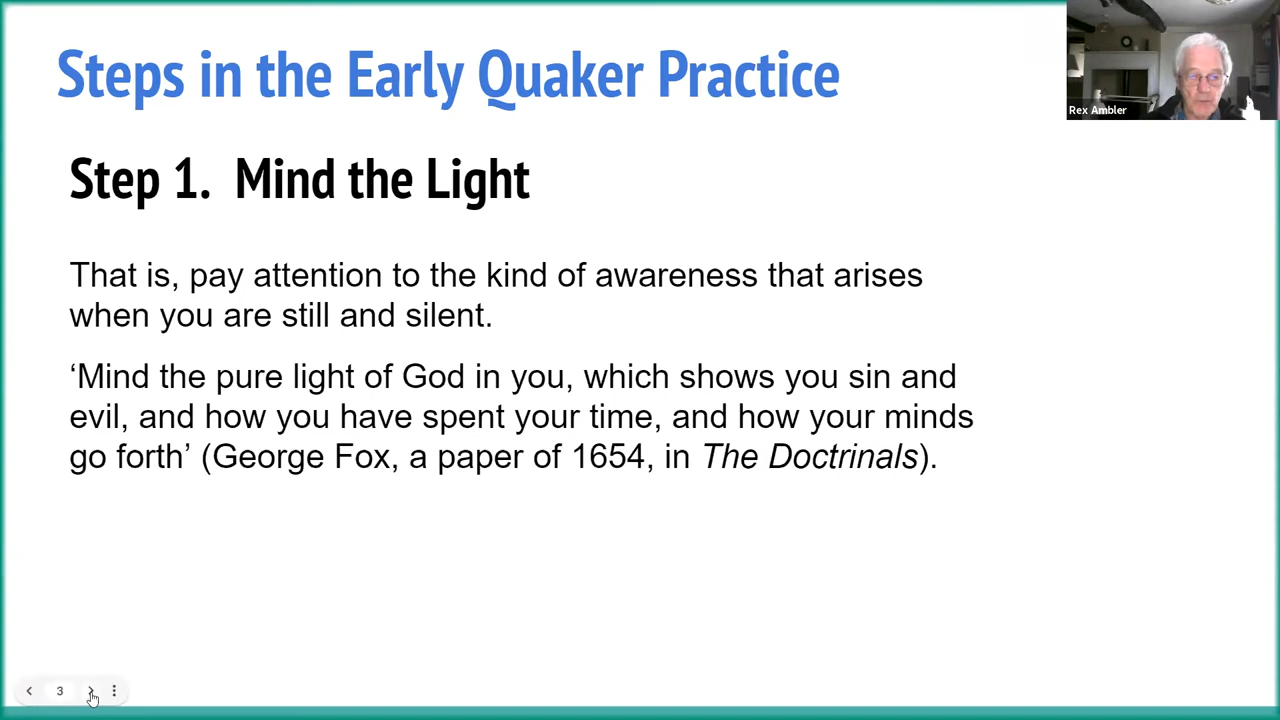 Steps in the Early Quaker Practice
Rex Ambler
Step 1. Mind the Light
That is, pay attention to the kind of awareness that arises
when you are still and silent.
‘Mind the pure light of God in you, which shows you sin and
evil, and how you have spent your time, and how your minds
go forth’ (George Fox, a paper of 1654, in The Doctrinals).
3